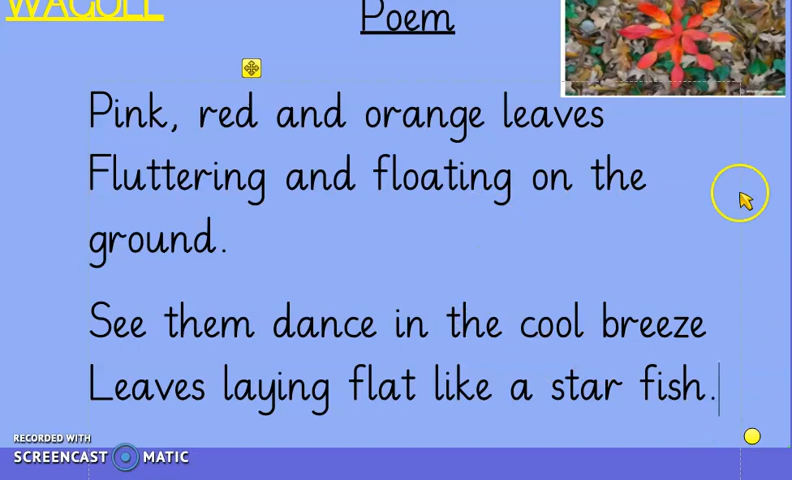 WAGOLL
Poem
Pink, red and orange leaves
Fluttering and floating on the
ground.
See them dance in the cool breeze
Leaves laying flat like a star fish.
RECORDED WITH
SCREENCAST MATIC